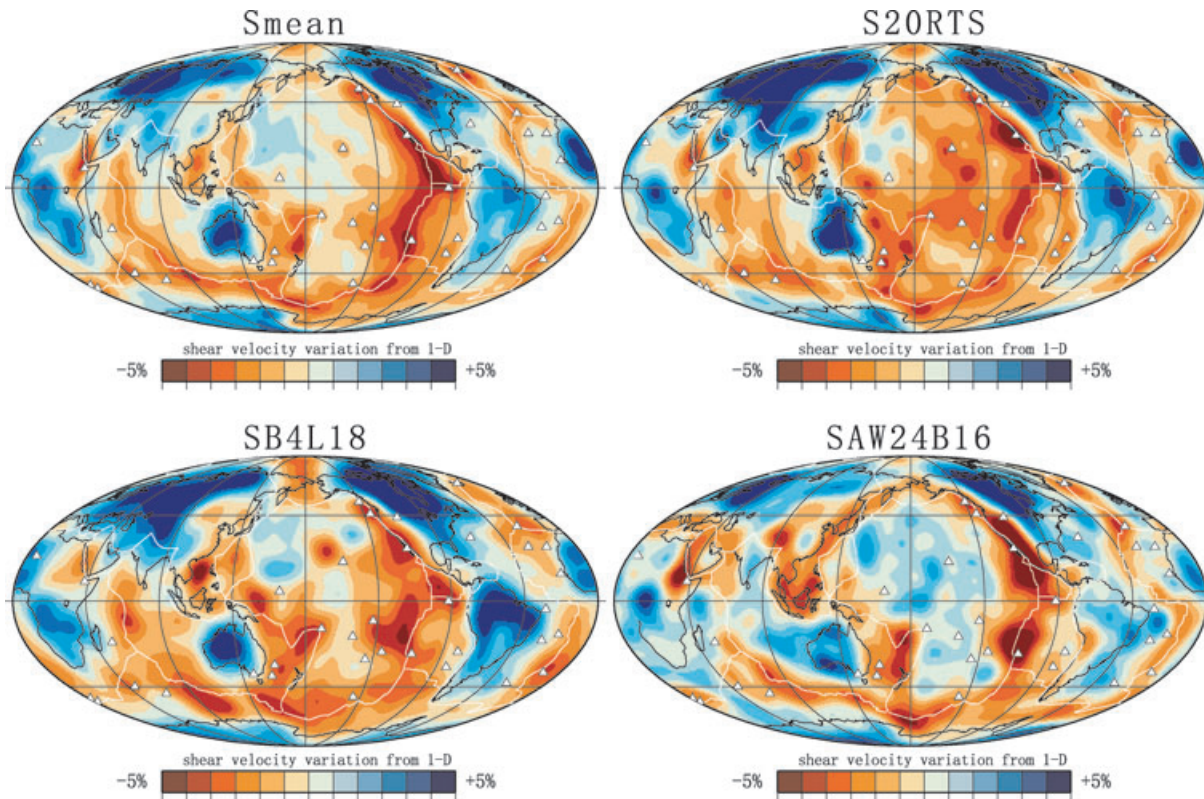 Smean
S20RTS
shear velocity variation from 1-D
-5% +5%
shear velocity variation from 1-D
-5% +5%
SB4L18
SAW24B16
shear velocity variation from 1-D
-5% +5%
shear velocity variation from 1-D
-5% +5%